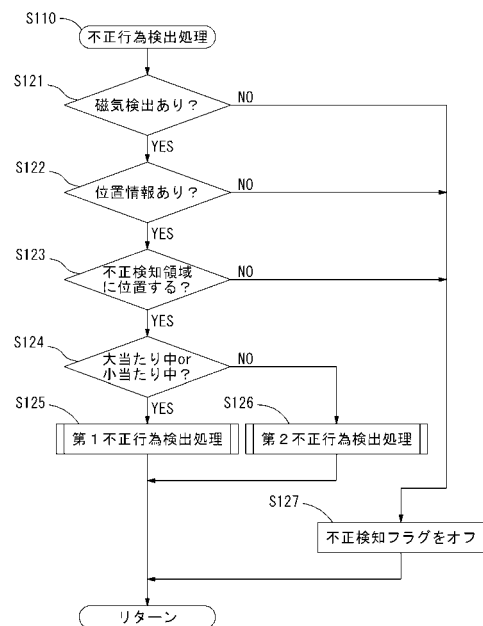 S110
不正行為検出処理
S121
磁気検出あり？
NO
YES
S122
位置情報あり？
NO
YES
S123
不正検知領域
に位置する？
NO
YES
S124
大当たり中or
小当たり中？
NO
YES
S125
第１不正行為検出処理
S126
第２不正行為検出処理
S127
不正検知フラグをオフ
リターン